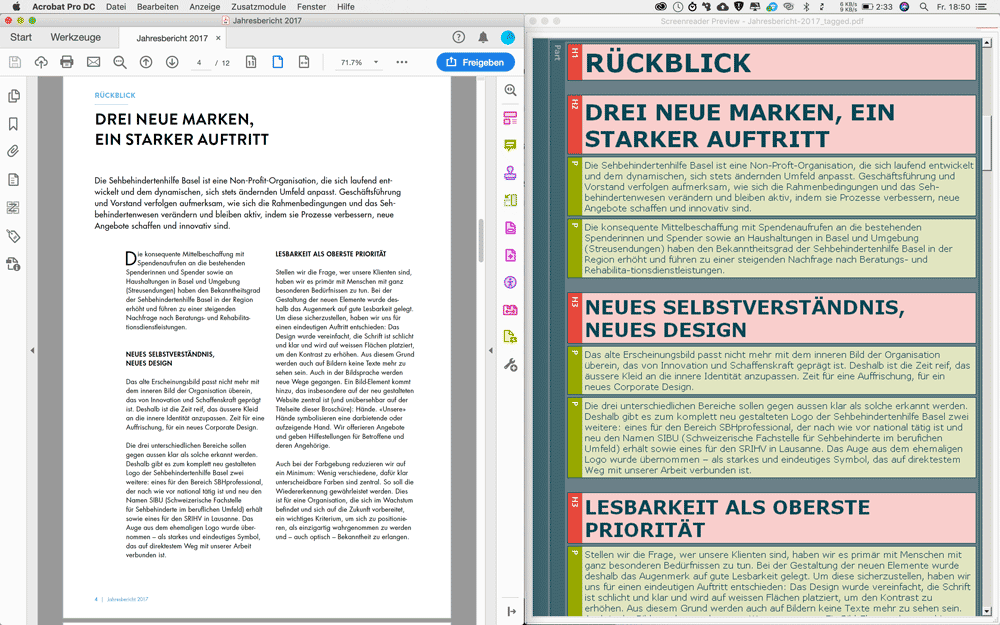 Acrobat Pro DC Datei Bearbeiten Anzeige Zusatzmodule Fenster Hilfe
6 KB/s
9 KB/s
2:33
Fr. 18:50
Jahresbericht 2017
Start Werkzeuge Jahresbericht 2017 ×
4 / 12
71.7%
Freigeben
RÜCKBLICK
DREI NEUE MARKEN,
EIN STARKER AUFTRITT
Die Sehbehindertenhilfe Basel ist eine Non-Profit-Organisation, die sich laufend ent-
wickelt und dem dynamischen, sich stets ändernden Umfeld anpasst. Geschäftsführung
und Vorstand verfolgen aufmerksam, wie sich die Rahmenbedingungen und das Seh-
behindertenwesen verändern und bleiben aktiv, indem sie Prozesse verbessern, neue
Angebote schaffen und innovativ sind.
Die konsequente Mittelbeschaffung mit
Spendenaufrufen an die bestehenden
Spenderinnen und Spender sowie an
Haushaltungen in Basel und Umgebung
(Streusendungen) haben den Bekanntheitsgrad
der Sehbehindertenhilfe Basel in der Region
erhöht und führen zu einer steigenden
Nachfrage nach Beratungs- und Rehabilita-
tionsdienstleistungen.
NEUES SELBSTVERSTÄNDNIS,
NEUES DESIGN
Das alte Erscheinungsbild passt nicht mehr mit
dem inneren Bild der Organisation überein,
das von Innovation und Schaffenskraft geprägt
ist. Deshalb ist die Zeit reif, das äussere Kleid
an die innere Identität anzupassen. Zeit für eine
Auffrischung, für ein neues Corporate Design.
Die drei unterschiedlichen Bereiche sollen
gegen aussen klar als solche erkannt werden.
Deshalb gibt es zum komplett neu gestalteten
Logo der Sehbehindertenhilfe Basel zwei
weitere: eines für den Bereich SBHprofessional,
der nach wie vor national tätig ist und neu den
Namen SIBU (Schweizerische Fachstelle
für Sehbehinderte im beruflichen Umfeld) erhält
sowie eines für den SRIHV in Lausanne. Das
Auge aus dem ehemaligen Logo wurde über-
nommen – als starkes und eindeutiges Symbol,
das auf direktestem Weg mit unserer Arbeit
verbunden ist.
LESBARKEIT ALS OBERSTE PRIORITÄT
Stellen wir die Frage, wer unsere Klienten sind,
haben wir es primär mit Menschen mit ganz
besonderen Bedürfnissen zu tun. Bei der
Gestaltung der neuen Elemente wurde des-
halb das Augenmerk auf gute Lesbarkeit gelegt.
Um diese sicherzustellen, haben wir uns für
einen eindeutigen Auftritt entschieden: Das
Design wurde vereinfacht, die Schrift ist schlicht
und klar und wird auf weissen Flächen platziert,
um den Kontrast zu erhöhen. Aus diesem Grund
werden auch auf Bildern keine Texte mehr zu
sehen sein. Auch in der Bildsprache werden
neue Wege gegangen. Ein Bild-Element kommt
hinzu, das insbesondere auf der neu gestalteten
Website zentral ist (und unübersehbar auf der
Titelseite dieser Broschüre): Hände. «Unsere»
Hände symbolisieren eine darbietende oder
aufzeigende Hand. Wir offerieren Angebote
und geben Hilfestellungen für Betroffene und
deren Angehörige.
Auch bei der Farbgebung reduzieren wir auf
ein Minimum: Wenig verschiedene, dafür klar
unterscheidbare Farben sind zentral. So soll die
Wiedererkennung gewährleistet werden. Dies
ist für eine Organisation, die sich im Wachstum
befindet und sich auf die Zukunft vorbereitet,
ein wichtiges Kriterium, um sich zu positionie-
ren, als einzigartig wahrgenommen zu werden
und – auch optisch – Bekanntheit zu erlangen.
4 | Jahresbericht 2017
Screenreader Preview - Jahresbericht-2017_tagged.pdf
Part
H1
RÜCKBLICK
H2
DREI NEUE MARKEN, EIN
STARKER AUFTRITT
P
Die Sehbehindertenhilfe Basel ist eine Non-Proft-Organisation, die sich laufend entwickelt
und dem dynamischen, sich stets ändernden Umfeld anpasst. Geschäftsführung und
Vorstand verfolgen aufmerksam, wie sich die Rahmenbedingungen und das Seh-
behindertenwesen verändern und bleiben aktiv, indem sie Prozesse verbessern, neue
Angebote schaffen und innovativ sind.
P
Die konsequente Mittelbeschaffung mit Spendenaufrufen an die bestehenden
Spenderinnen und Spender sowie an Haushaltungen in Basel und Umgebung
(Streusendungen) haben den Bekanntheitsgrad der Sehbehindertenhilfe Basel in der
Region erhöht und führen zu einer steigenden Nachfrage nach Beratungs- und
Rehabilita-tionsdienstleistungen.
H3
NEUES SELBSTVERSTÄNDNIS,
NEUES DESIGN
P
Das alte Erscheinungsbild passt nicht mehr mit dem inneren Bild der Organisation
überein, das von Innovation und Schaffenskraft geprägt ist. Deshalb ist die Zeit reif, das
äussere Kleid an die innere Identität anzupassen. Zeit für eine Auffrischung, für ein
neues Corporate Design.
P
Die drei unterschiedlichen Bereiche sollen gegen aussen klar als solche erkannt werden.
Deshalb gibt es zum komplett neu gestalteten Logo der Sehbehindertenhilfe Basel zwei
weitere: eines für den Bereich SBHprofessional, der nach wie vor national tätig ist und
neu den Namen SIBU (Schweizerische Fachstelle für Sehbehinderte im berufichen
Umfeld) erhält sowie eines für den SRIHV in Lausanne. Das Auge aus dem ehemaligen
Logo wurde übernommen – als starkes und eindeutiges Symbol, das auf direktestem
Weg mit unserer Arbeit verbunden ist.
H3
LESBARKEIT ALS OBERSTE
PRIORITÄT
P
Stellen wir die Frage, wer unsere Klienten sind, haben wir es primär mit Menschen mit
ganz besonderen Bedürfnissen zu tun. Bei der Gestaltung der neuen Elemente wurde
deshalb das Augenmerk auf gute Lesbarkeit gelegt. Um diese sicherzustellen, haben wir
uns für einen eindeutigen Auftritt entschieden: Das Design wurde vereinfacht, die Schrift
ist schlicht und klar und wird auf weissen Flächen platziert, um den Kontrast zu
erhöhen. Aus diesem Grund werden auch auf Bildern keine Texte mehr zu sehen sein.